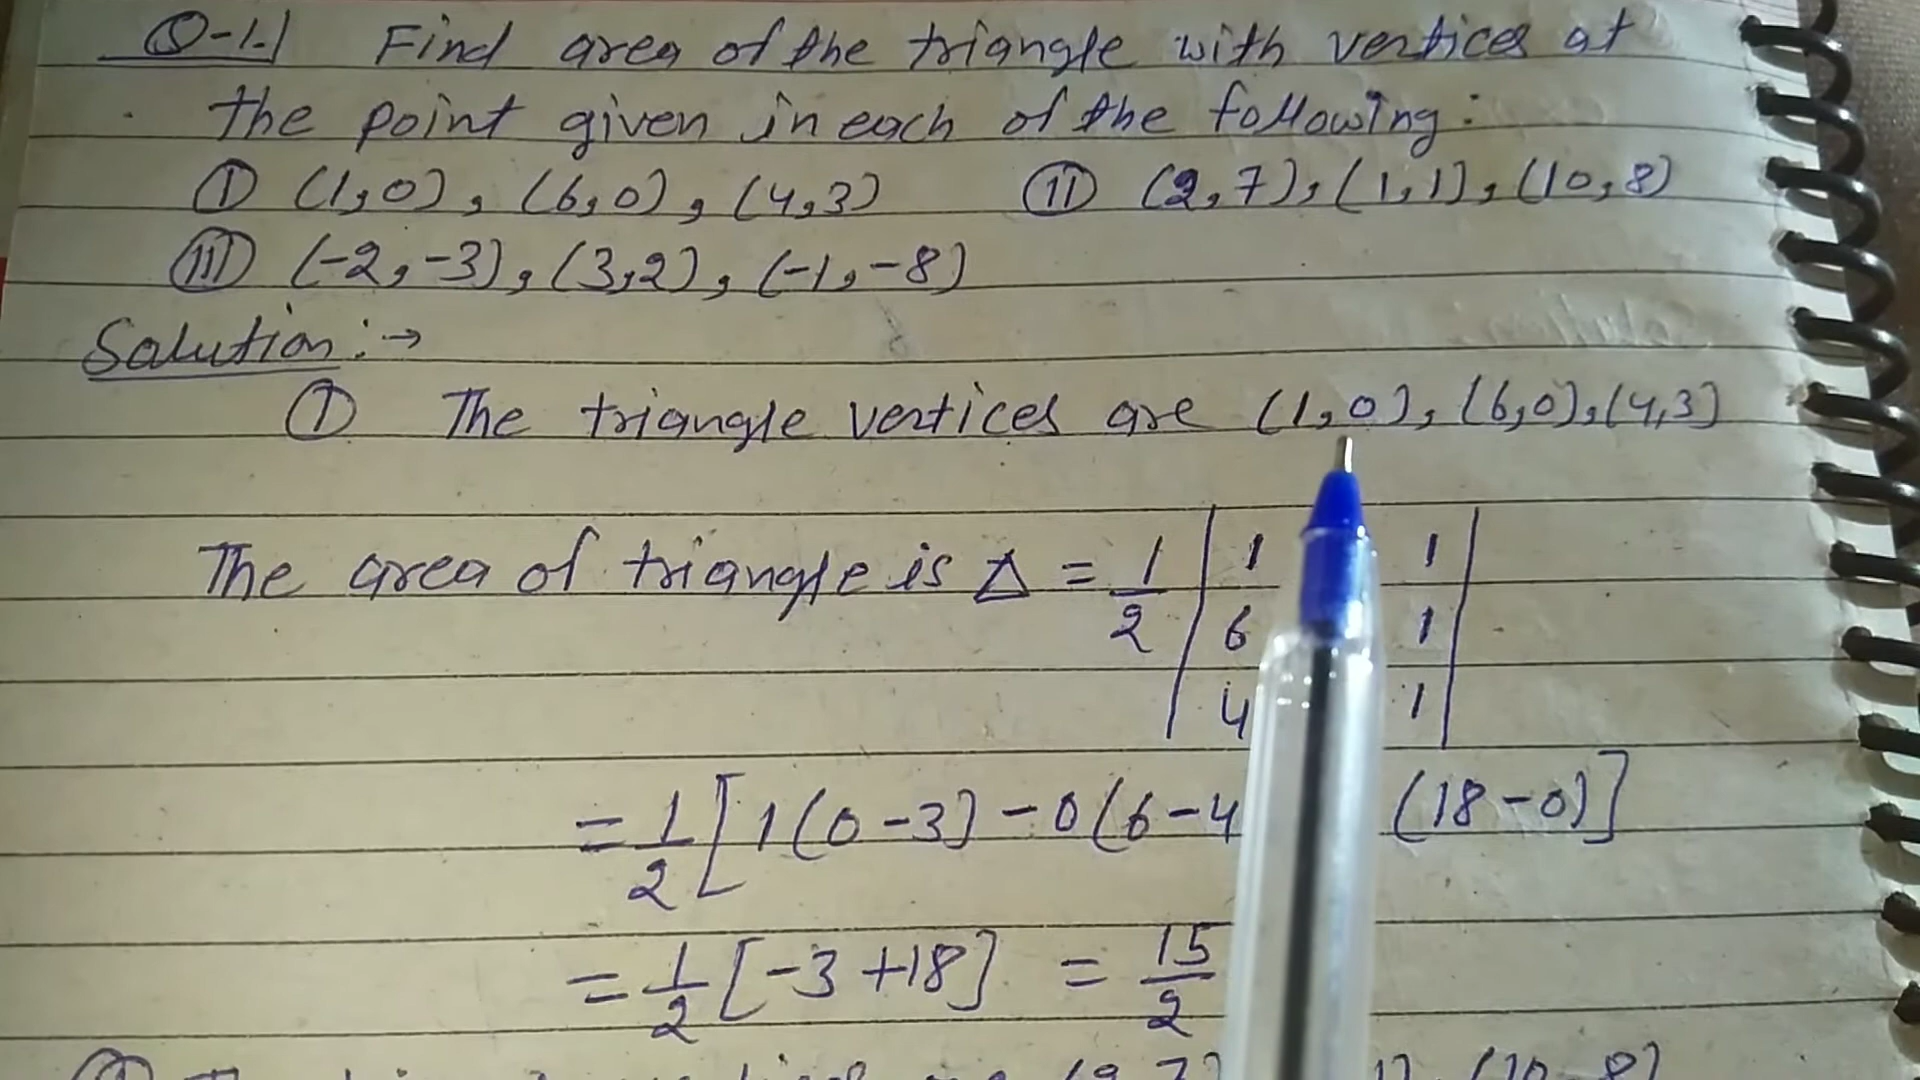 Q-1. Find area of the triangle with vertices at
the point given in each of the following:
(I) (1,0), (6,0), (4,3) (II) (2,7), (1,1), (10,8)
(III) (-2,-3), (3,2), (-1,-8)
Solution:→
(I) The triangle vertices are (1,0), (6,0), (4,3)
The area of triangle is Δ = 1/2 | 1 1 |
| 6 1 |
| 4 1 |
= 1/2 [1(0-3) -0(6-4 (18-0)]
= 1/2 [-3+18] = 15/2